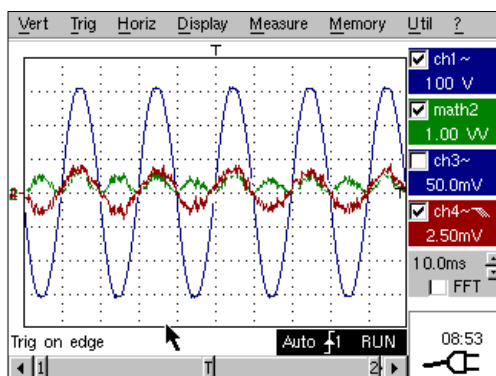 Vert Trig Horiz Display Measure Memory Util ?
T
ch1~
100 V
math2
1.00 VV
ch3~
50.0mV
ch4~
2.50mV
10.0ms
FFT
2
Trig on edge
Auto 1 RUN
08:53
1 T 2